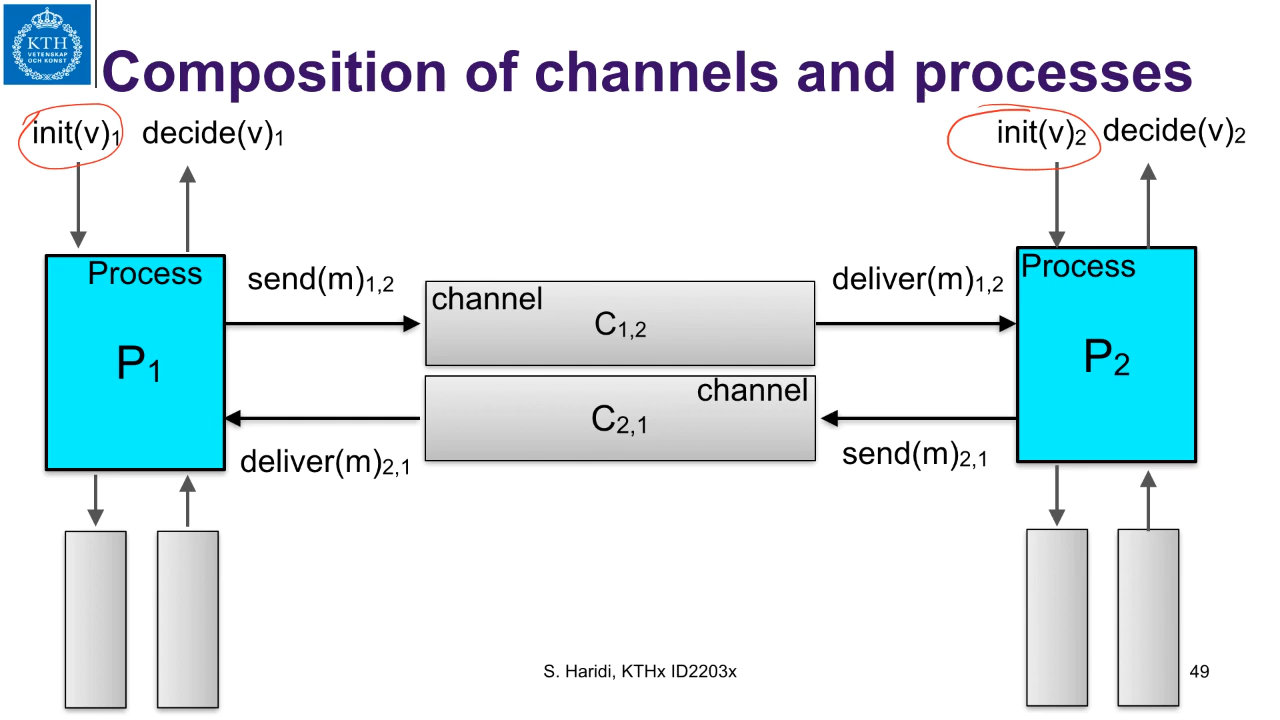 KTH
VETENSKAP
OCH KONST
Composition of channels and processes
init(v)1 decide(v)1
init(v)2 decide(v)2
Process
P1
send(m)1,2
channel
C1,2
deliver(m)1,2
Process
P2
channel
C2,1
deliver(m)2,1
send(m)2,1
S. Haridi, KTHx ID2203x
49